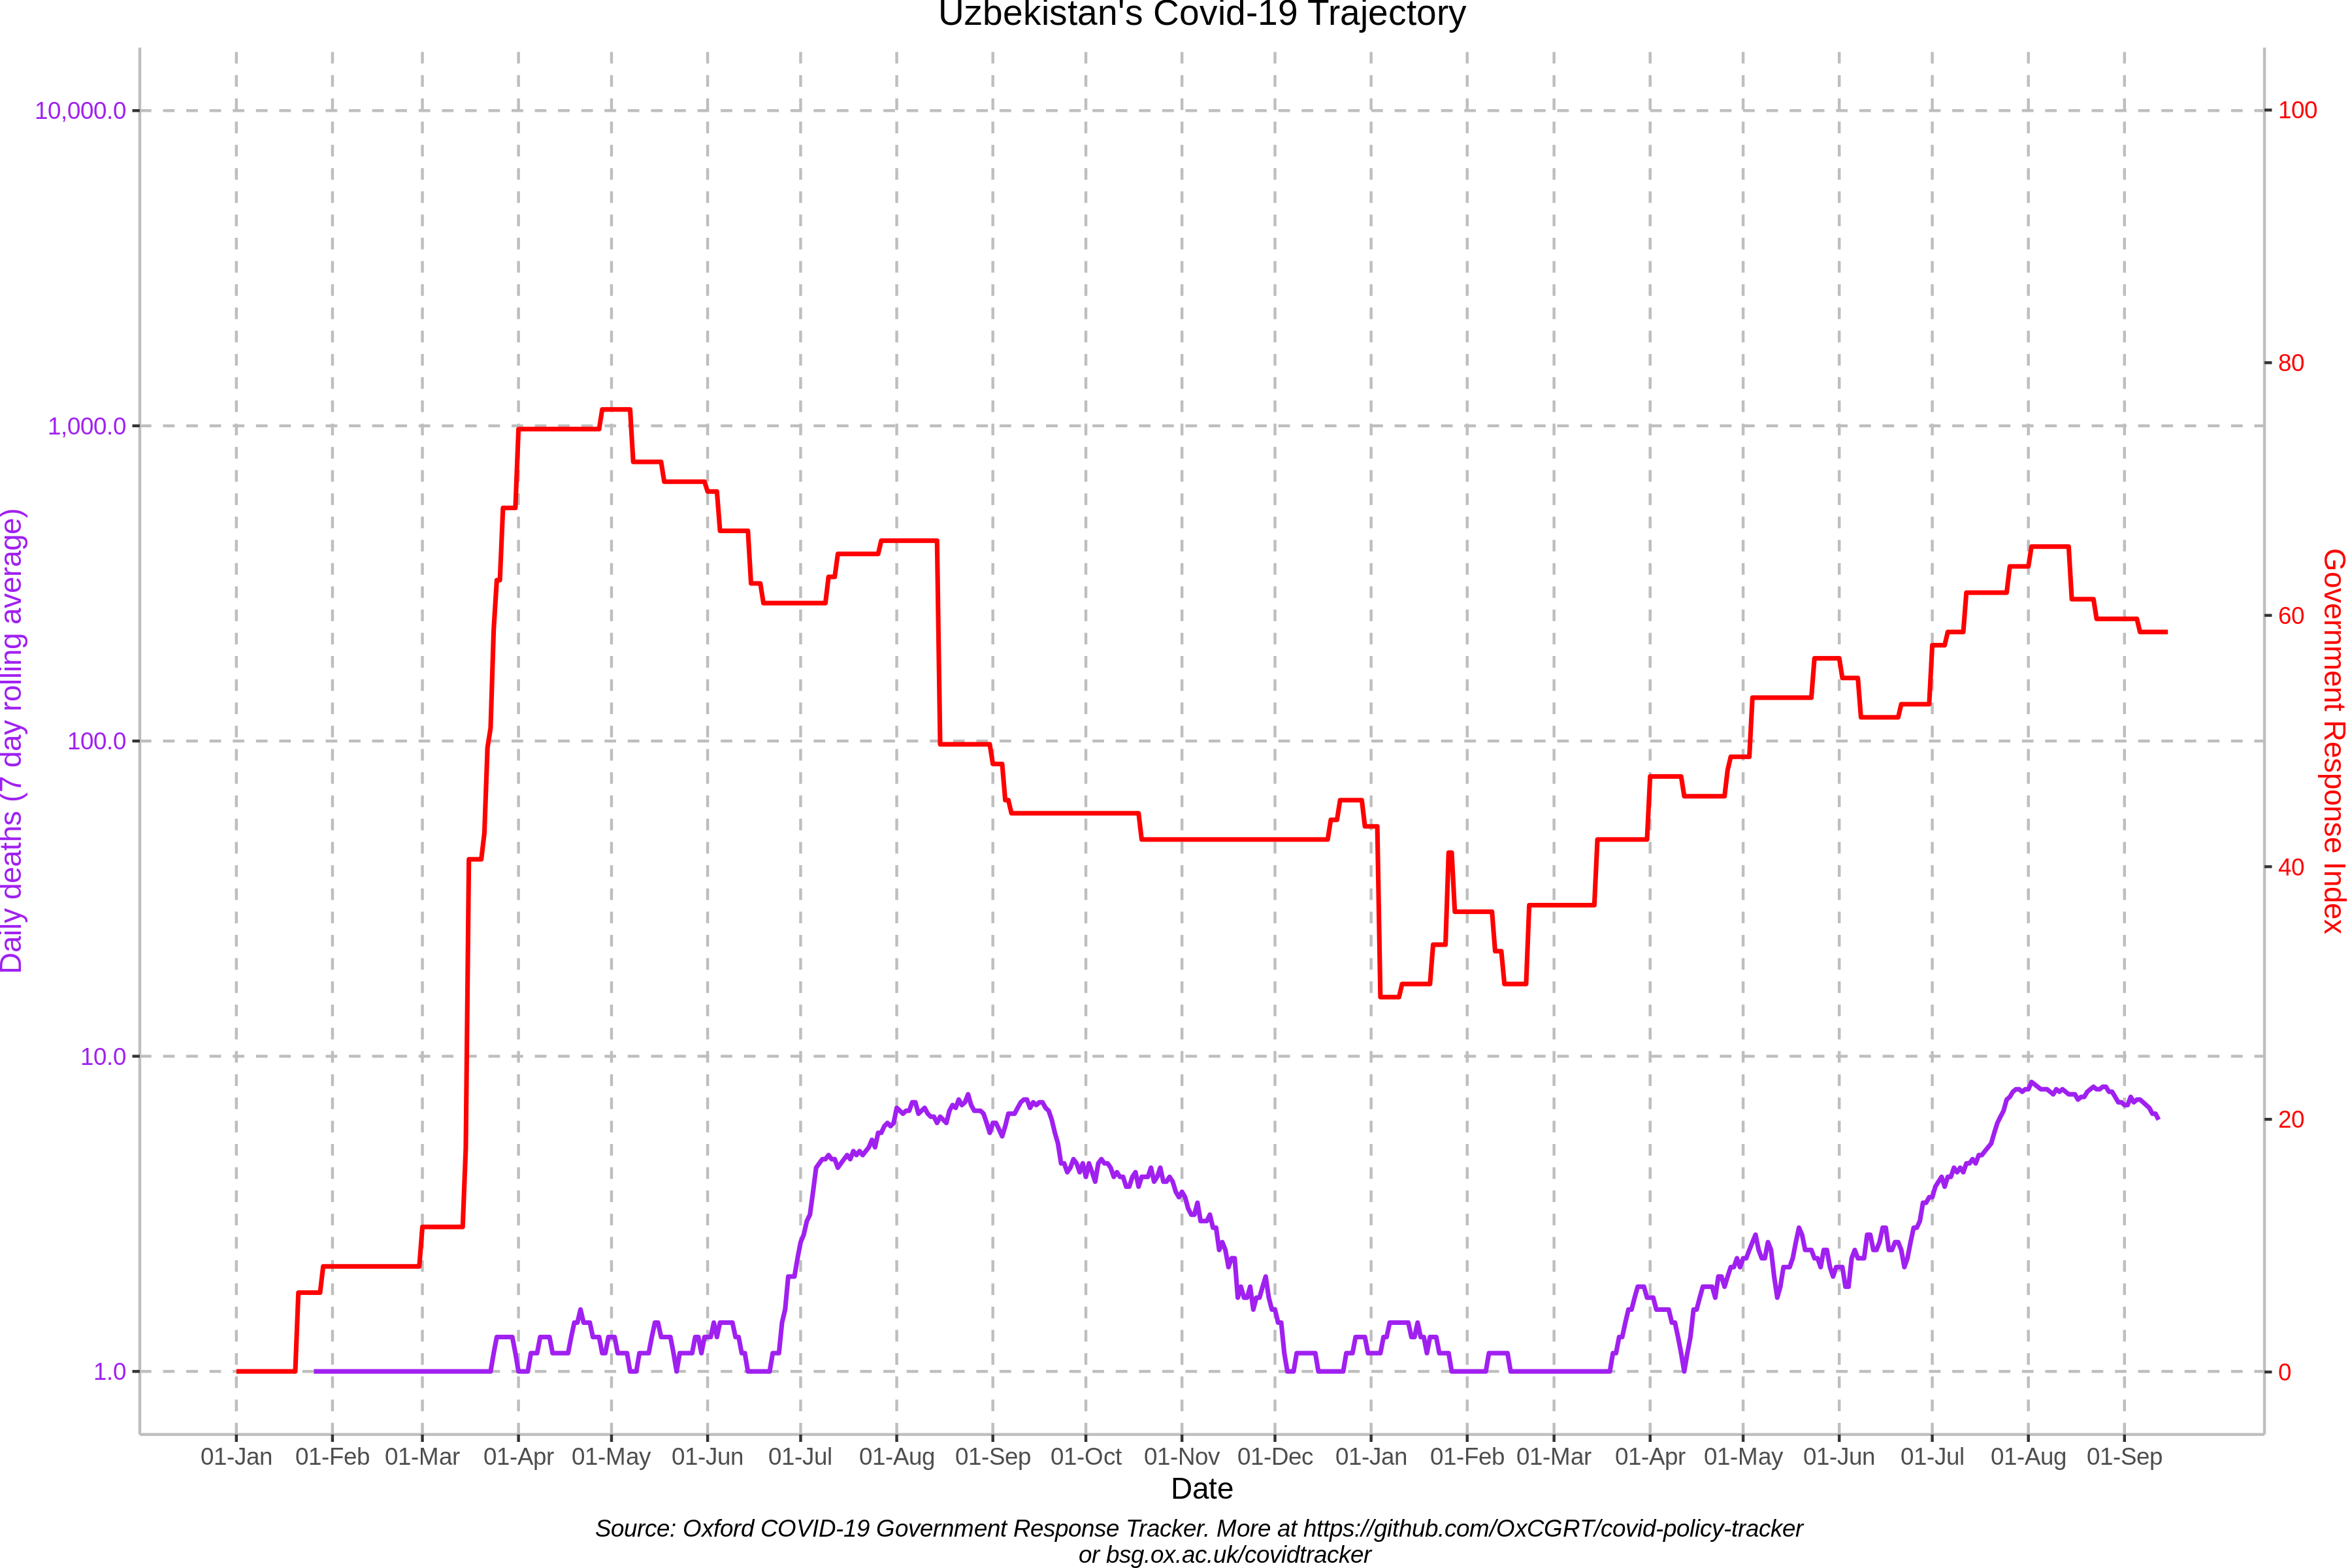 Uzbekistan's Covid-19 Trajectory
10,000.0
1,000.0
100.0
10.0
1.0
Daily deaths (7 day rolling average)
100
80
60
40
20
0
Government Response Index
01-Jan 01-Feb 01-Mar 01-Apr 01-May 01-Jun 01-Jul 01-Aug 01-Sep 01-Oct 01-Nov 01-Dec 01-Jan 01-Feb 01-Mar 01-Apr 01-May 01-Jun 01-Jul 01-Aug 01-Sep
Date
Source: Oxford COVID-19 Government Response Tracker. More at https://github.com/OxCGRT/covid-policy-tracker
or bsg.ox.ac.uk/covidtracker